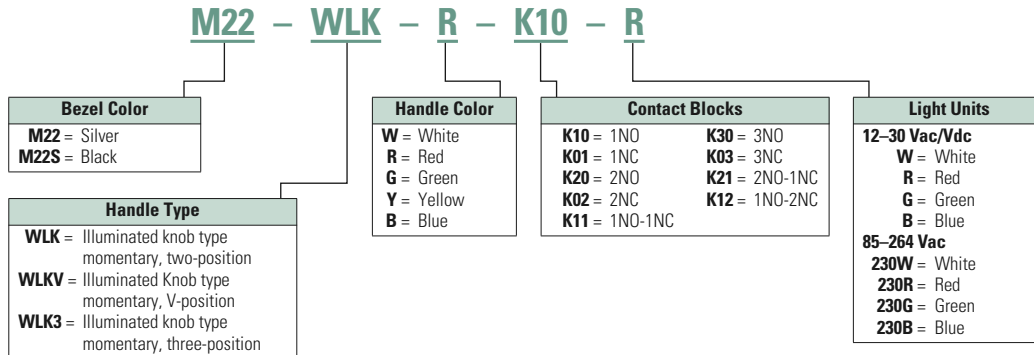 M22 – WLK – R – K10 – R
Bezel Color
M22 = Silver
M22S = Black
Handle Type
WLK = Illuminated knob type
momentary, two-position
WLKV = Illuminated Knob type
momentary, V-position
WLK3 = Illuminated knob type
momentary, three-position
Handle Color
W = White
R = Red
G = Green
Y = Yellow
B = Blue
Contact Blocks
K10 = 1NO K30 = 3NO
K01 = 1NC K03 = 3NC
K20 = 2NO K21 = 2NO-1NC
K02 = 2NC K12 = 1NO-2NC
K11 = 1NO-1NC
Light Units
12–30 Vac/Vdc
W = White
R = Red
G = Green
B = Blue
85–264 Vac
230W = White
230R = Red
230G = Green
230B = Blue